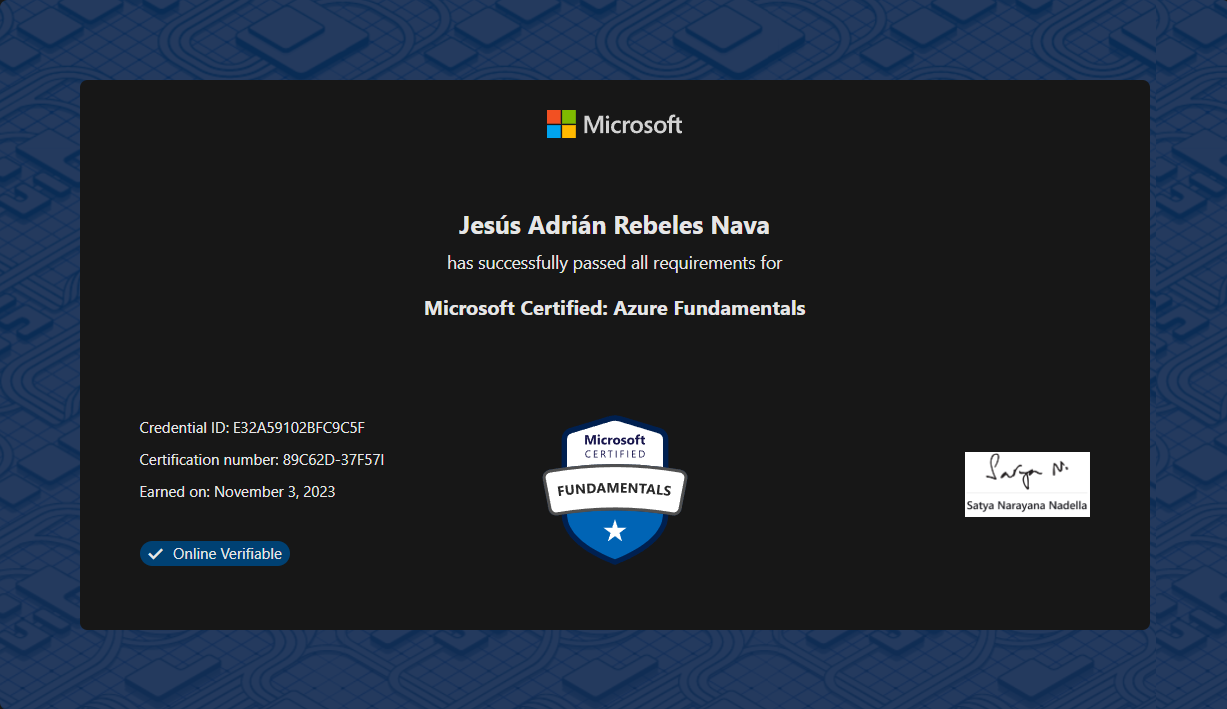 Microsoft
Jesús Adrián Rebeles Nava
has successfully passed all requirements for
Microsoft Certified: Azure Fundamentals
Credential ID: E32A59102BFC9C5F
Certification number: 89C62D-37F57I
Earned on: November 3, 2023
Online Verifiable
Microsoft
CERTIFIED
FUNDAMENTALS
Satya N.
Satya Narayana Nadella